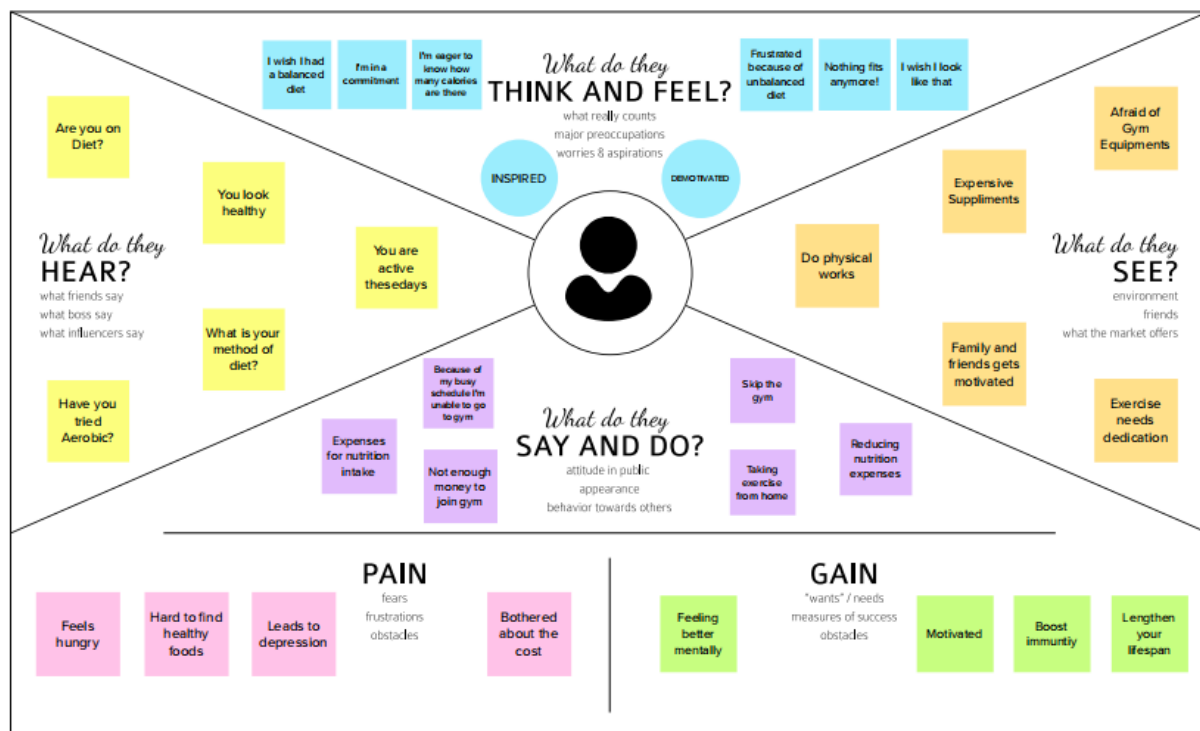 What do they
THINK AND FEEL?
what really counts
major preocupations
worries & aspirations
I wish I had
a balanced
diet
I'm in a
commitment
I'm eager to
know how
many calories
are there
Frustrated
because of
unbalanced
diet
Nothing fits
anymore!
I wish I look
like that
INSPIRED
DEMOTIVATED
What do they
HEAR?
what friends say
what boss say
what influencers say
Are you on
Diet?
You look
healthy
You are
active
thesedays
What is your
method of
diet?
Have you
tried
Aerobic?
What do they
SEE?
environment
friends
what the market offers
Afraid of
Gym
Equipments
Expensive
Suppliments
Do physical
works
Family and
friends gets
motivated
Exercise
needs
dedication
What do they
SAY AND DO?
attitude in public
appearance
behavior towards others
Because of
my busy
schedule I'm
unable to go
to gym
Expenses
for nutrition
intake
Not enough
money to
join gym
Skip the
gym
Taking
exercise
from home
Reducing
nutrition
expenses
PAIN
fears
frustrations
obstacles
Feels
hungry
Hard to find
healthy
foods
Leads to
depression
Bothered
about the
cost
GAIN
"wants" / needs
measures of success
obstacles
Feeling
better
mentally
Motivated
Boost
immuntiy
Lengthen
your
lifespan